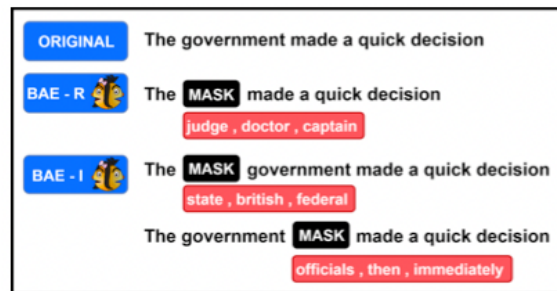 ORIGINAL The government made a quick decision
BAE - R The MASK made a quick decision
judge , doctor , captain
BAE - I The MASK government made a quick decision
state , british , federal
The government MASK made a quick decision
officials , then , immediately